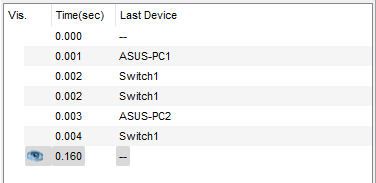 Vis. Time(sec) Last Device
0.000 --
0.001 ASUS-PC1
0.002 Switch1
0.002 Switch1
0.003 ASUS-PC2
0.004 Switch1
0.160 --